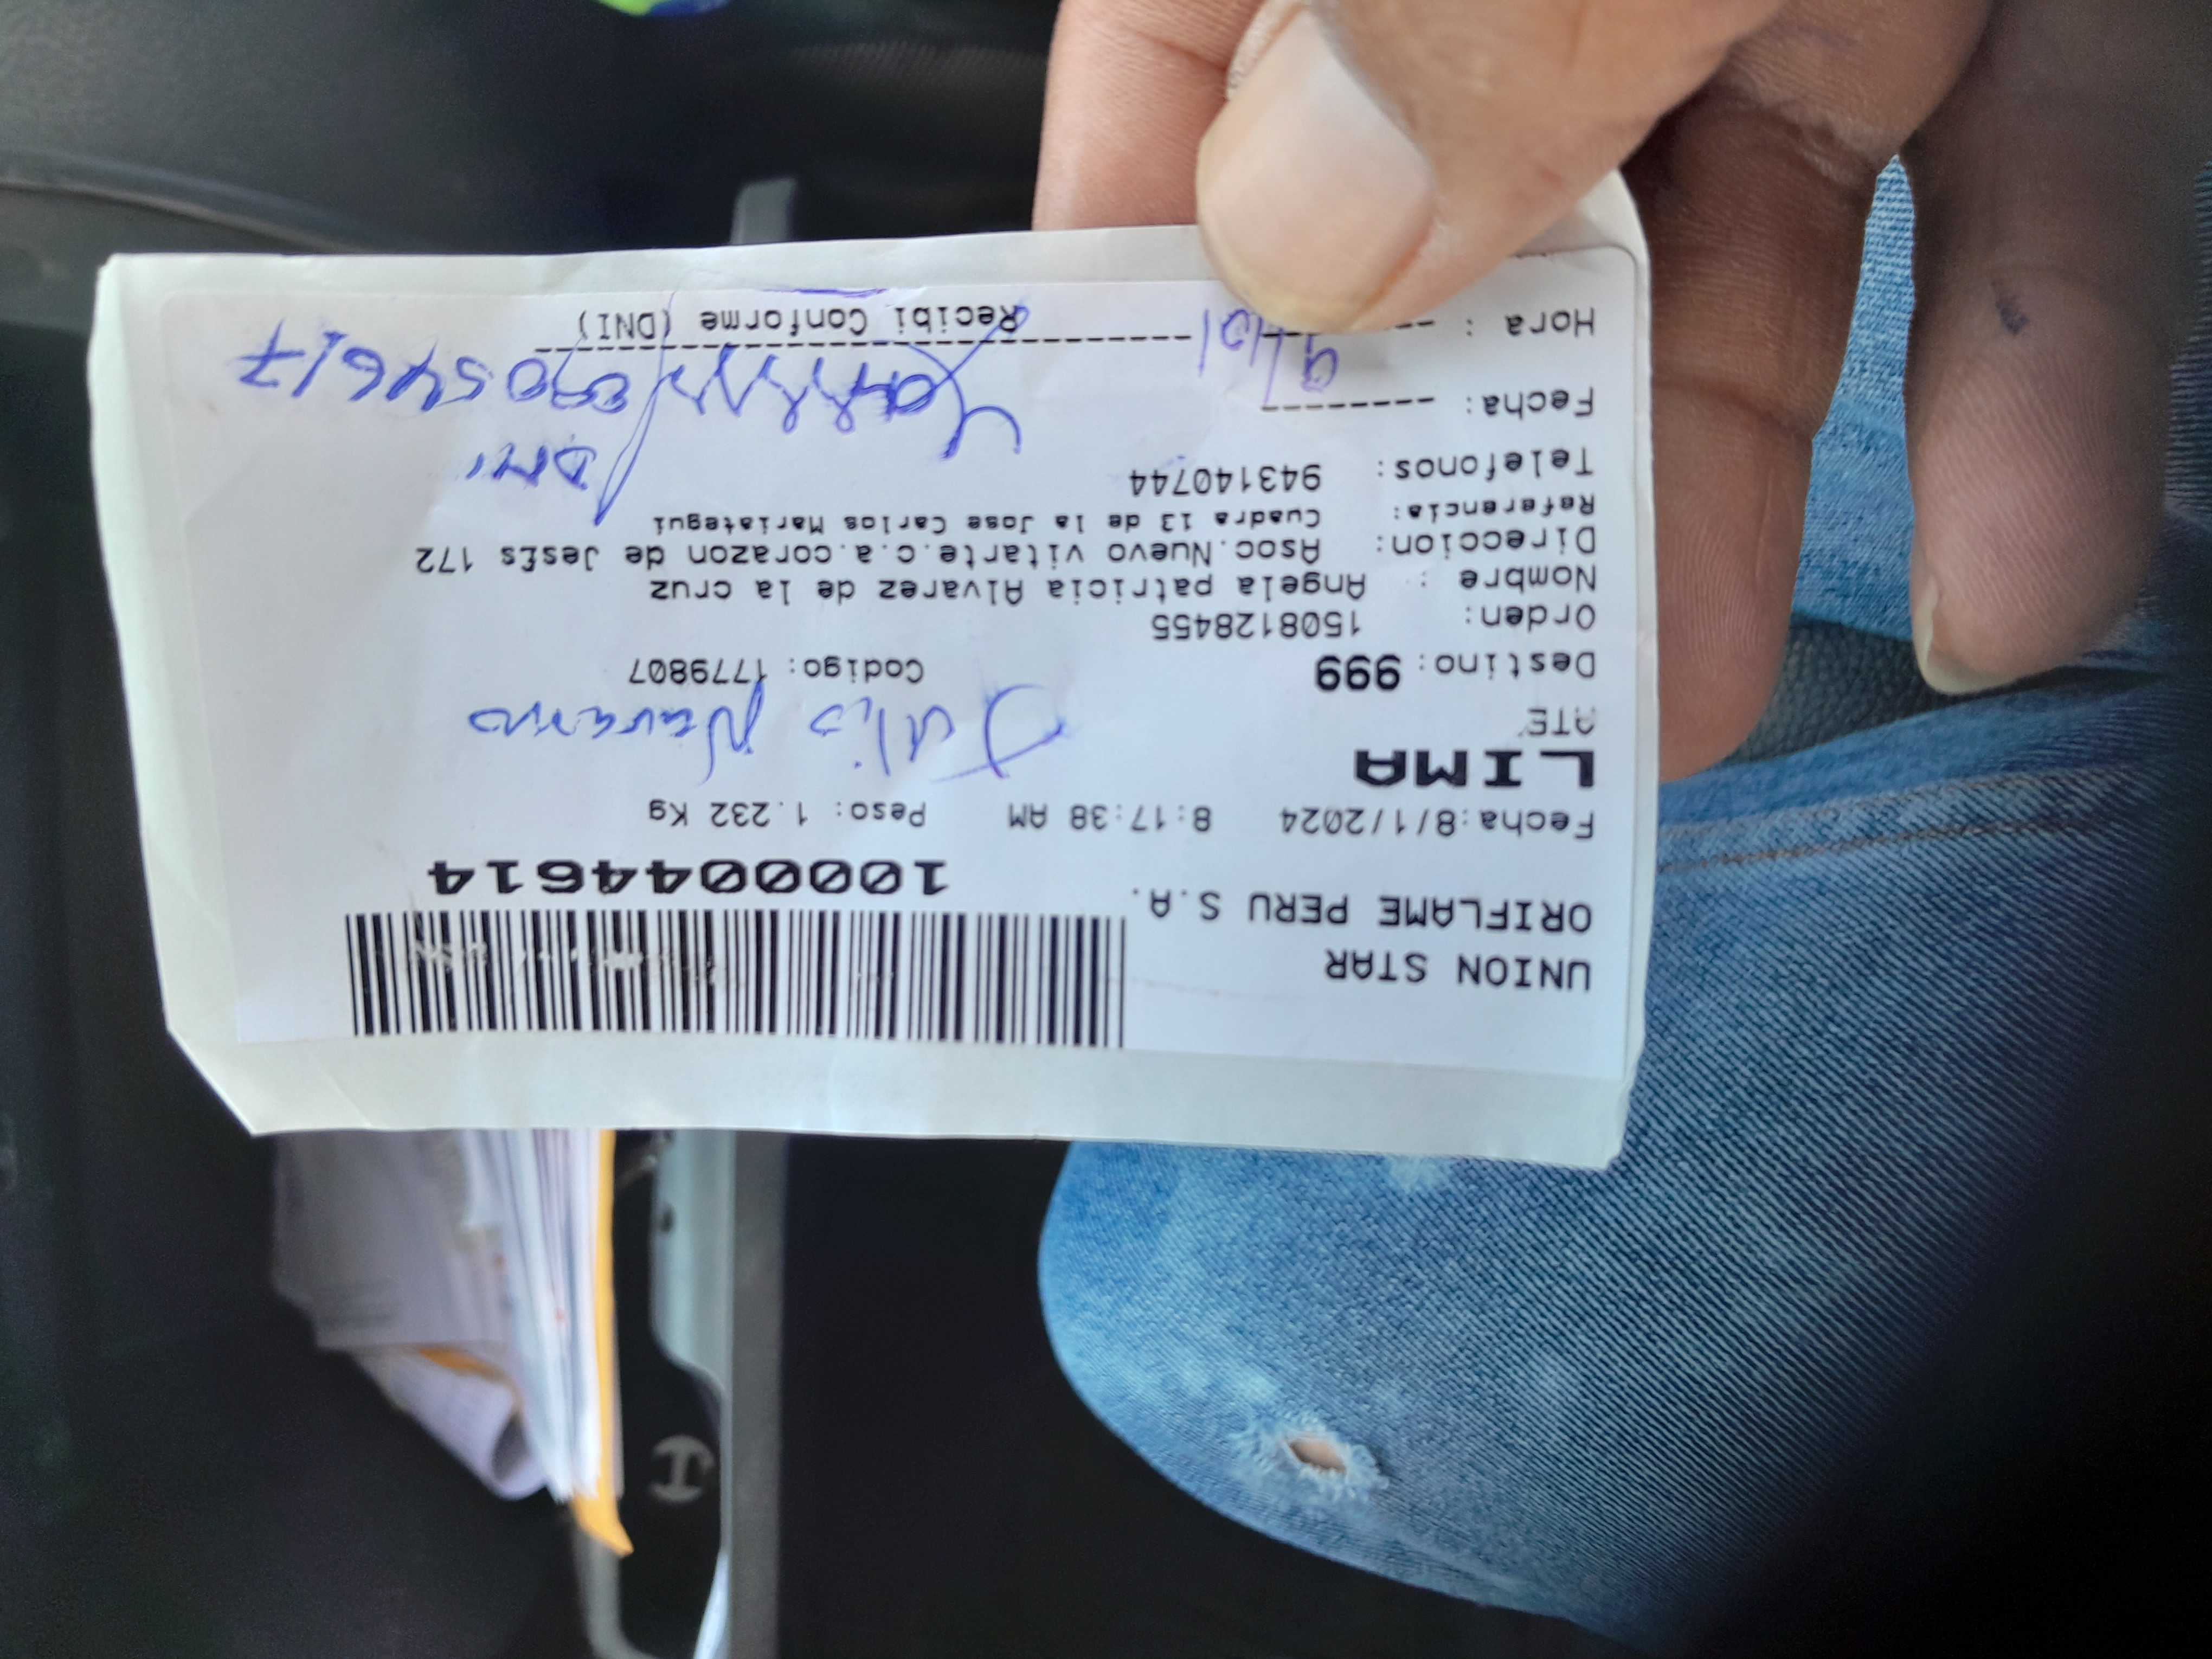 UNION STAR
ORIFLAME PERU S.A.
1000044614
Fecha:8/1/2024 8:17:38 AM Peso: 1.232 Kg
LIMA
ATE
Julio Navarro
Destino: 999 Codigo: 1779807
Orden: 1508128455
Nombre : Angela patricia Alvarez de la cruz
Direccion: Asoc.Nuevo vitarte.c.a.corazon de Jes£s 172
Referencia: Cuadra 13 de la Jose Carlos Mariategui
Telefonos: 943140744
DNI
Fecha: 9/01
Hora :
Recibi Conforme (DNI)